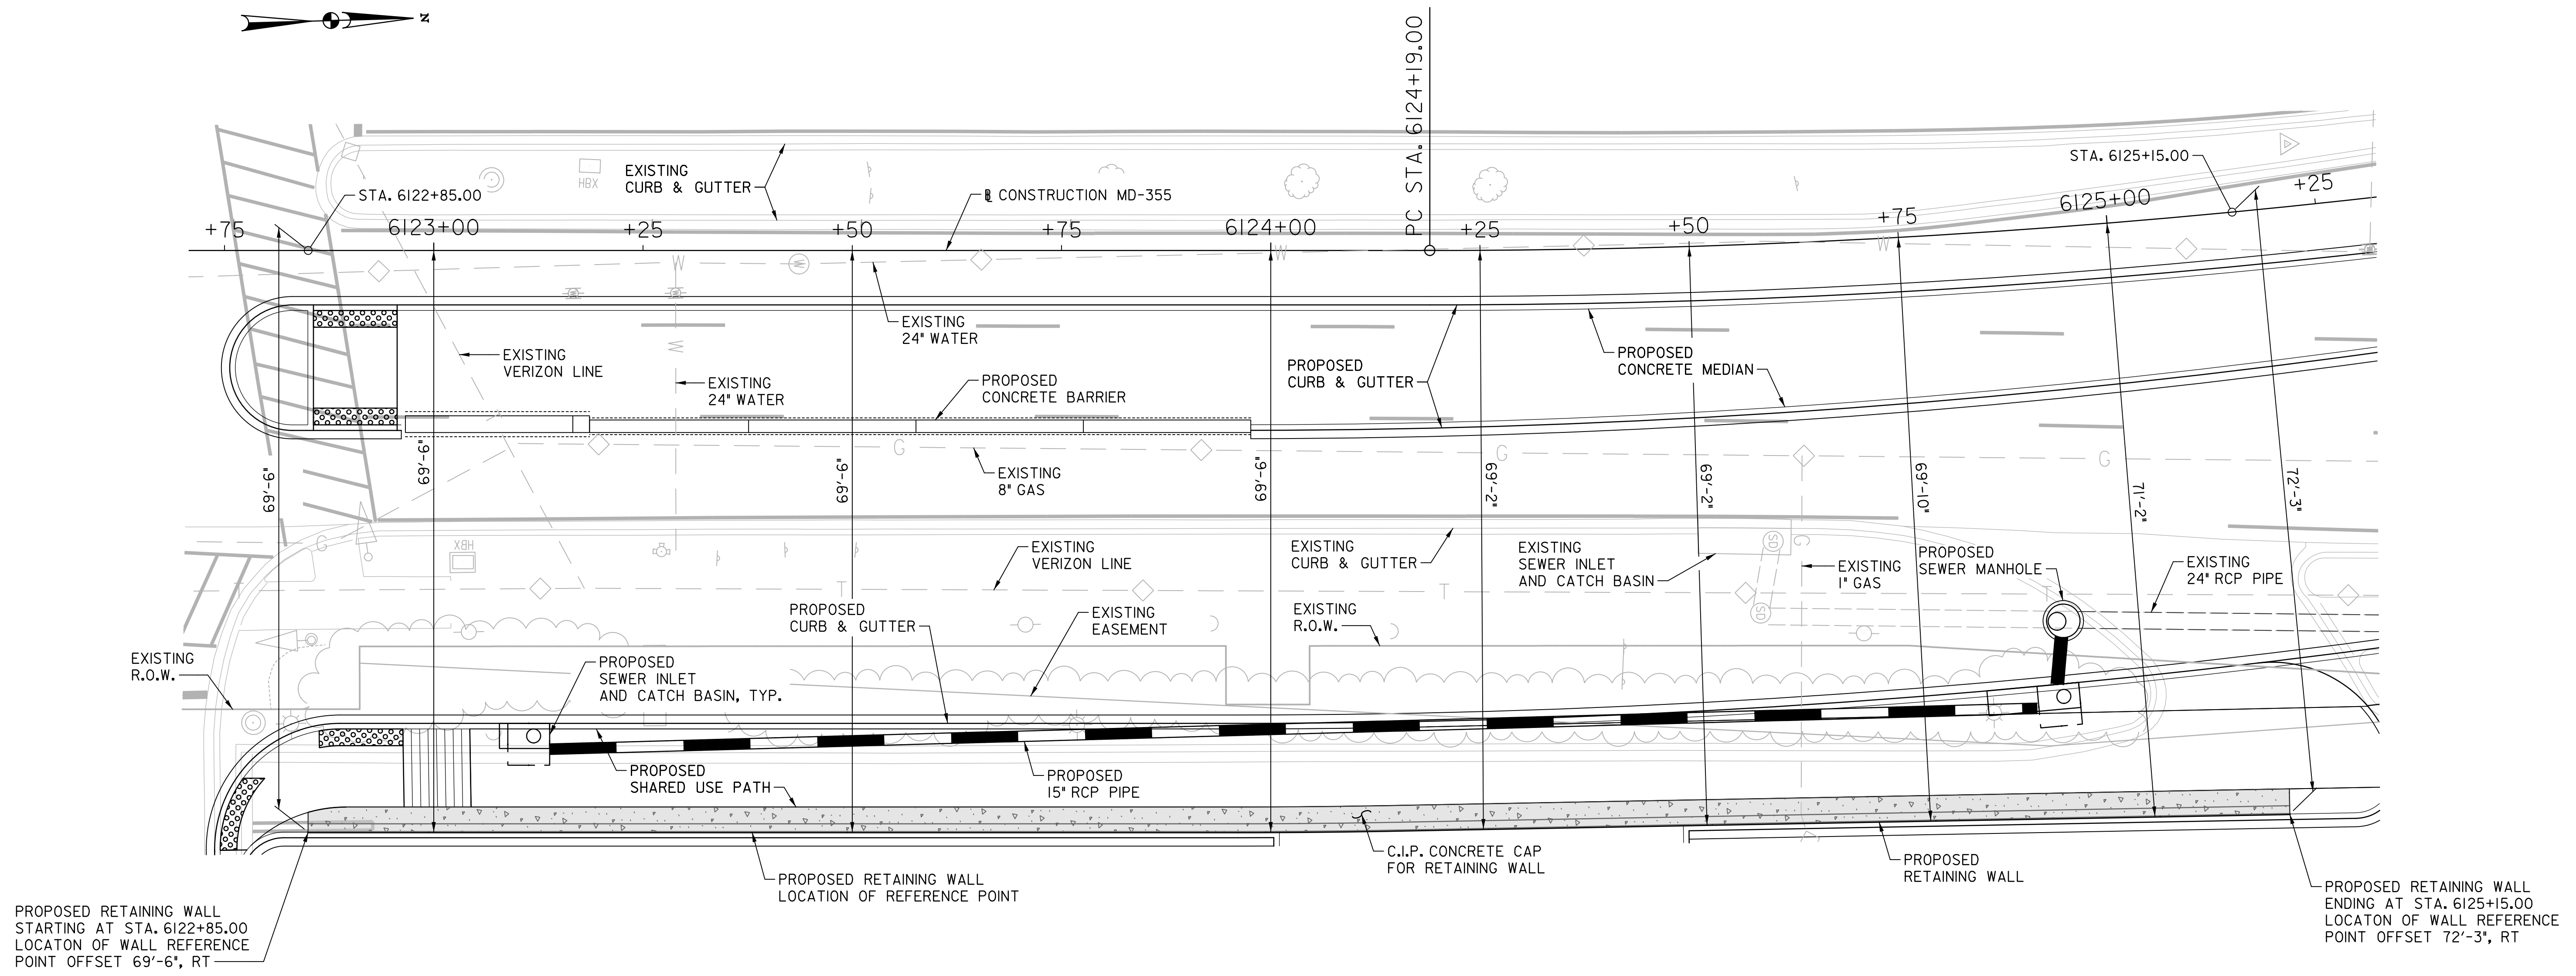 N
PC STA. 6124+19.00
STA. 6125+15.00
+25
EXISTING
CURB & GUTTER
HBX
STA. 6122+85.00
℄ CONSTRUCTION MD-355
+75
6123+00
+25
+50
+75
6124+00
+25
+50
+75
6125+00
W
W
W
W
W
EXISTING
24" WATER
EXISTING
VERIZON LINE
EXISTING
24" WATER
PROPOSED
CONCRETE BARRIER
PROPOSED
CURB & GUTTER
PROPOSED
CONCRETE MEDIAN
G
G
G
EXISTING
8" GAS
69'-6"
69'-6"
69'-6"
69'-6"
69'-2"
69'-2"
69'-10"
71'-2"
72'-3"
G
HBX
EXISTING
VERIZON LINE
EXISTING
CURB & GUTTER
EXISTING
SEWER INLET
AND CATCH BASIN
SD
SD
G
EXISTING
1" GAS
PROPOSED
SEWER MANHOLE
EXISTING
24" RCP PIPE
T
T
T
PROPOSED
CURB & GUTTER
EXISTING
EASEMENT
EXISTING
R.O.W.
EXISTING
R.O.W.
PROPOSED
SEWER INLET
AND CATCH BASIN, TYP.
PROPOSED
SHARED USE PATH
PROPOSED
15" RCP PIPE
C.I.P. CONCRETE CAP
FOR RETAINING WALL
PROPOSED
RETAINING WALL
PROPOSED RETAINING WALL
LOCATION OF REFERENCE POINT
PROPOSED RETAINING WALL
STARTING AT STA. 6122+85.00
LOCATON OF WALL REFERENCE
POINT OFFSET 69'-6", RT
PROPOSED RETAINING WALL
ENDING AT STA. 6125+15.00
LOCATON OF WALL REFERENCE
POINT OFFSET 72'-3", RT